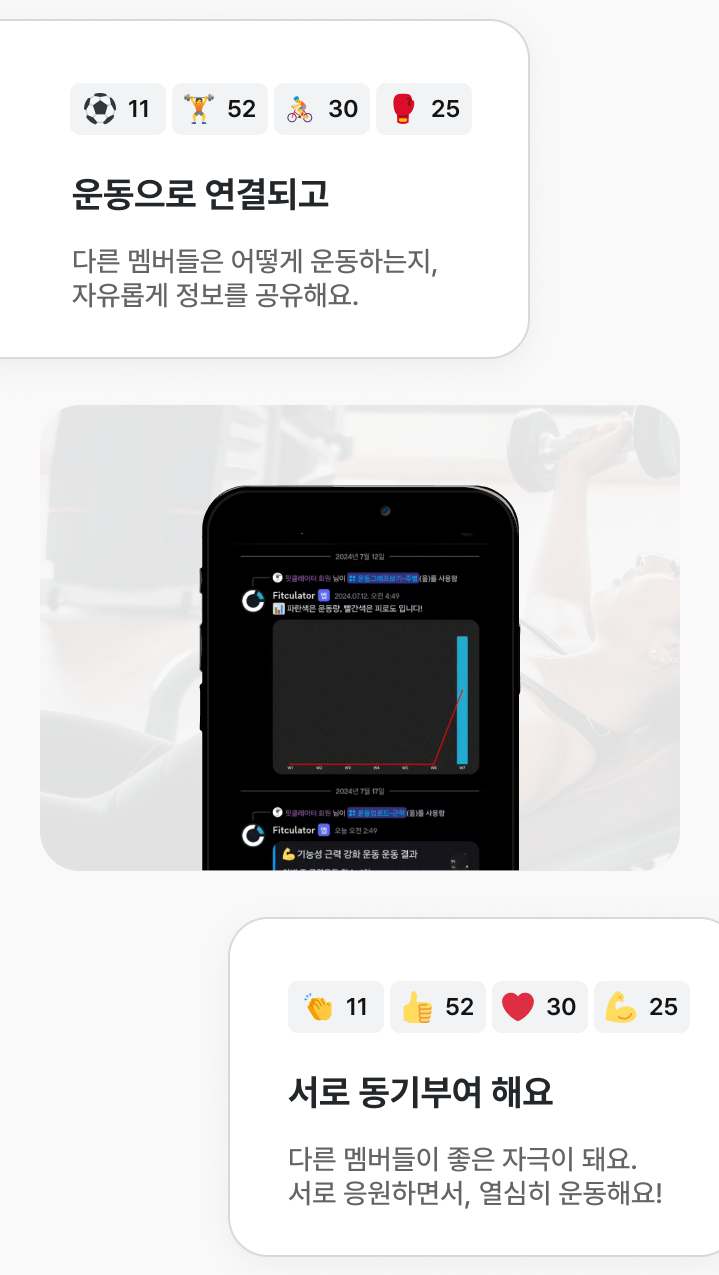 ⚽ 11 🏋️ 52 🚴 30 🥊 25
운동으로 연결되고
다른 멤버들은 어떻게 운동하는지,
자유롭게 정보를 공유해요.
2024년 7월 12일
핏큘레이터 회원 님이 운동그래프보기-주별 (을)를 사용함
Fitculator 앱 2024.07.12. 오전 4:49
📊 파란색은 운동량, 빨간색은 피로도 입니다!
W1 W2 W3 W4 W5 W6 W7
2024년 7월 17일
핏큘레이터 회원 님이 운동업로드-근력 (을)를 사용함
Fitculator 앱 오늘 오전 2:49
💪 기능성 근력 강화 운동 운동 결과
👏 11 👍 52 ❤️ 30 💪 25
서로 동기부여 해요
다른 멤버들이 좋은 자극이 돼요.
서로 응원하면서, 열심히 운동해요!